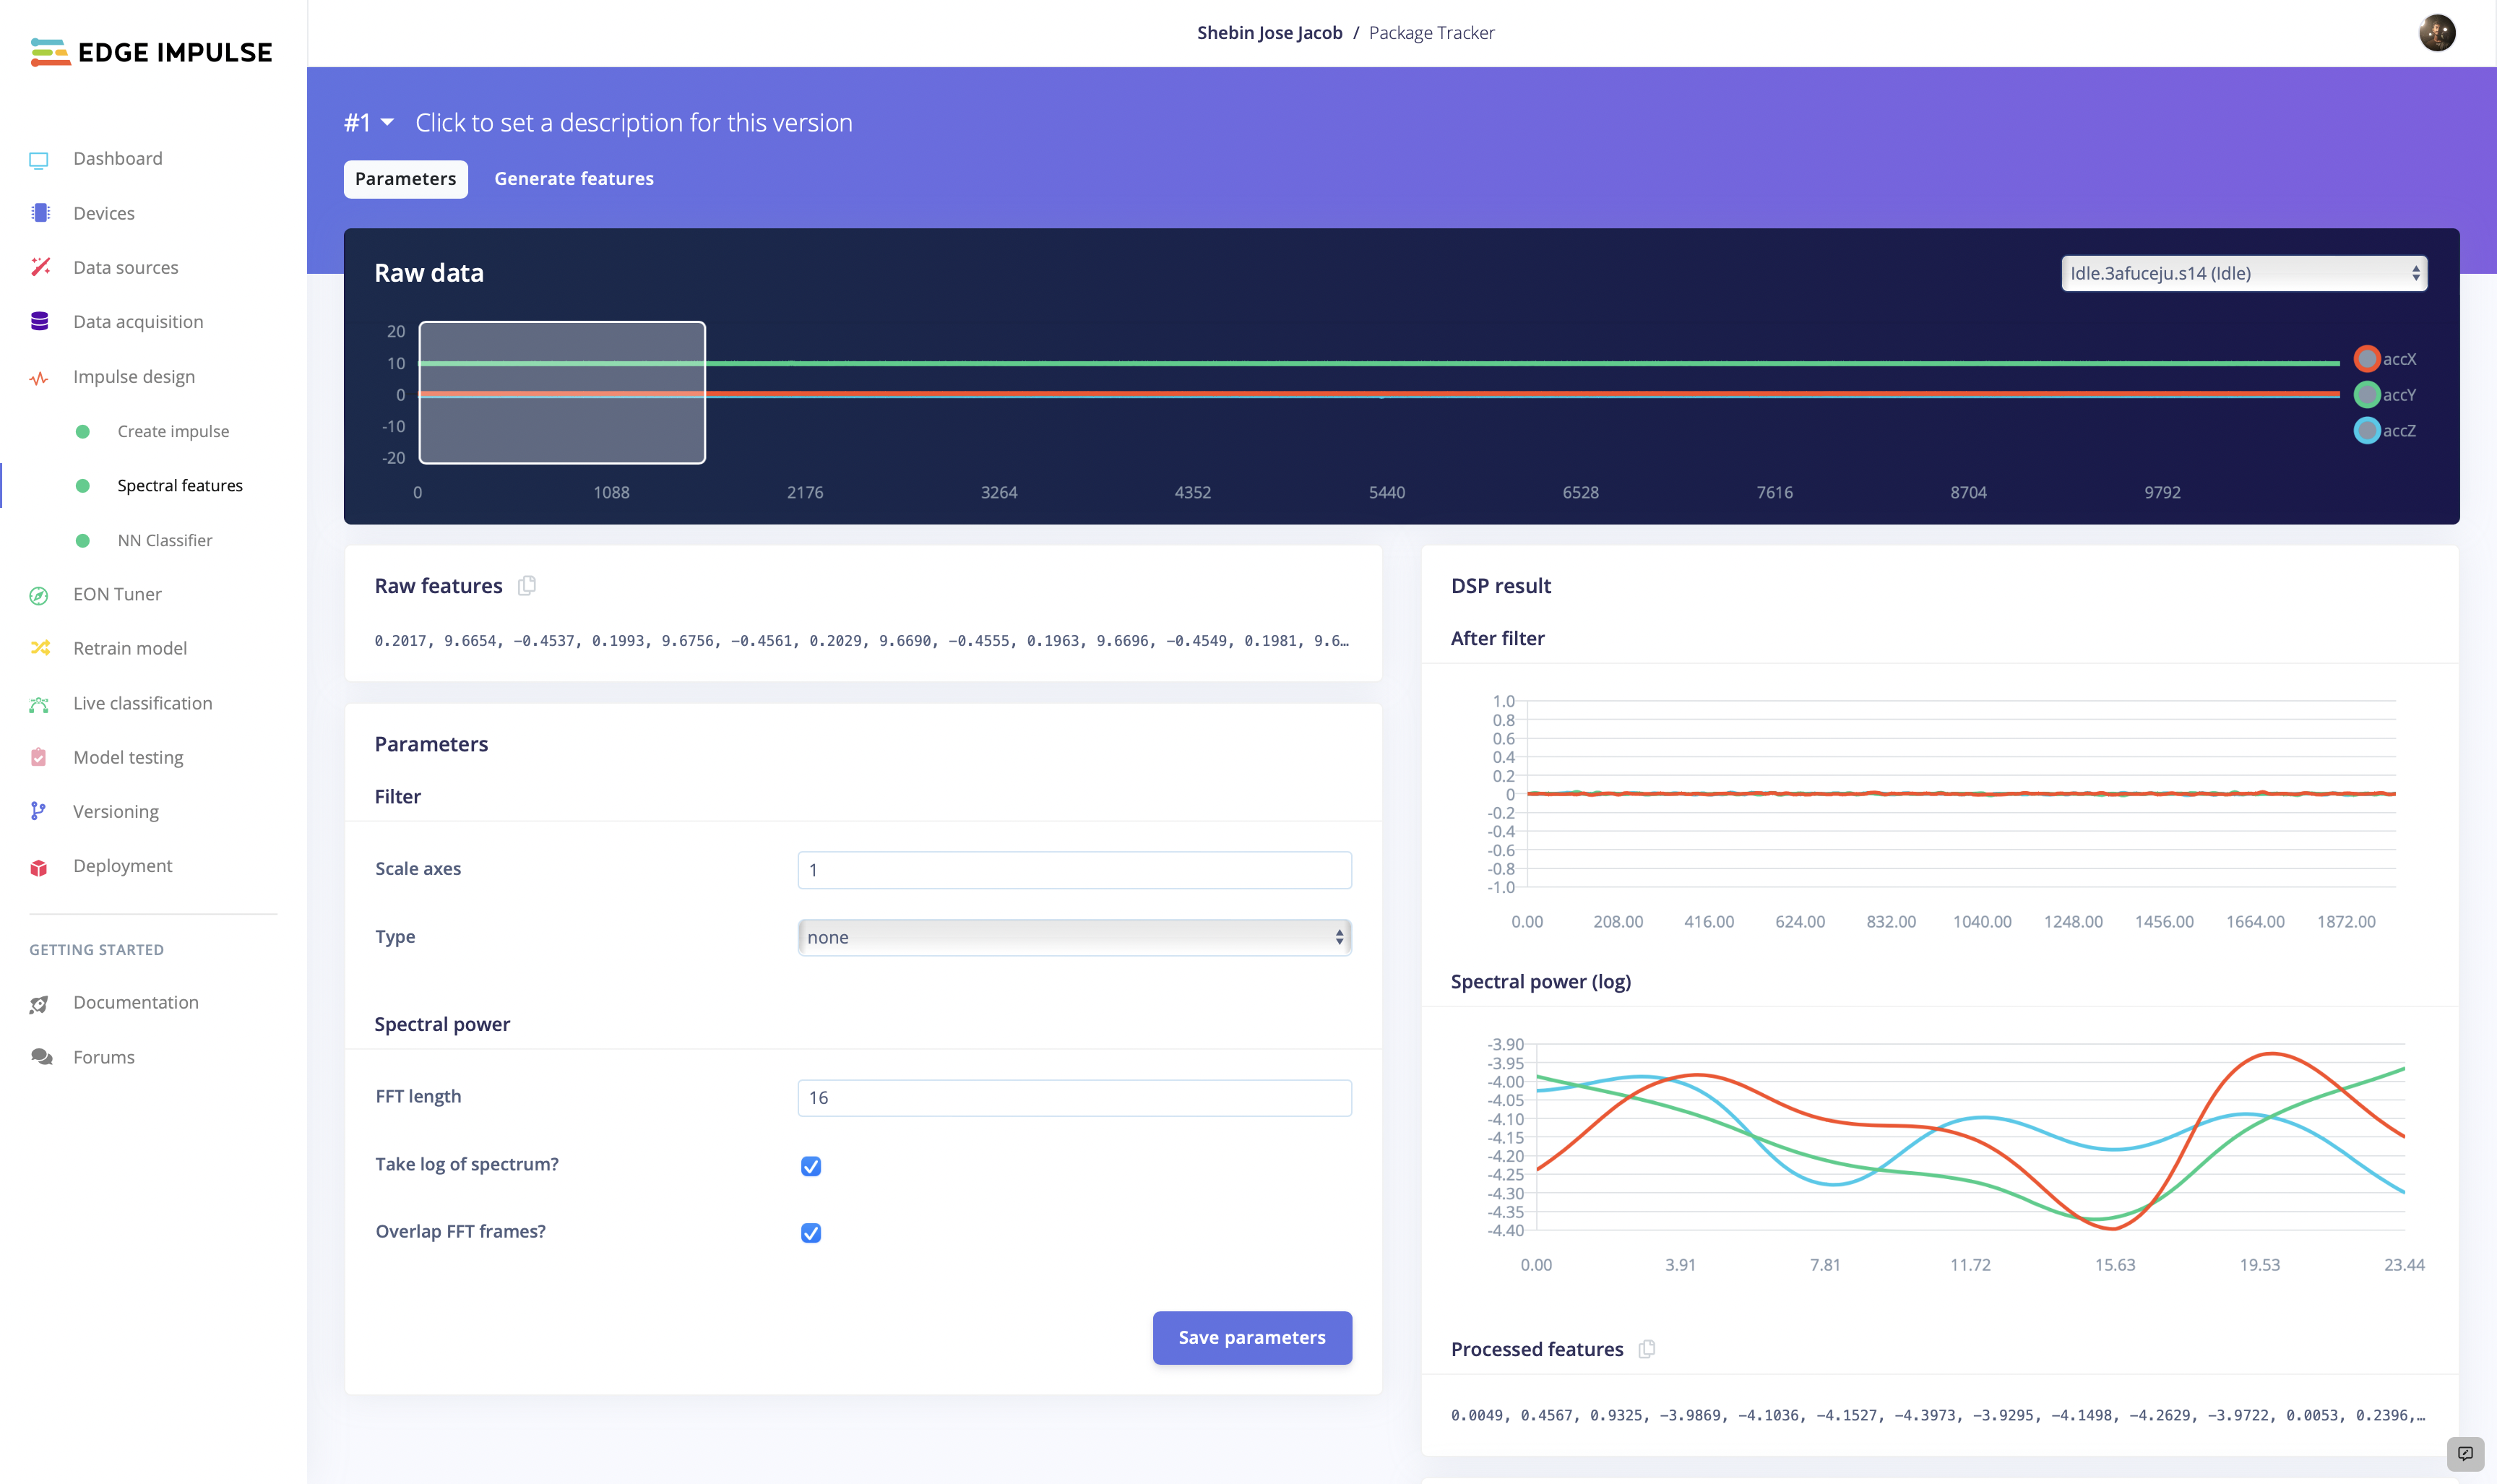 EDGE IMPULSE
Shebin Jose Jacob / Package Tracker
Dashboard
Devices
Data sources
Data acquisition
Impulse design
Create impulse
Spectral features
NN Classifier
EON Tuner
Retrain model
Live classification
Model testing
Versioning
Deployment
GETTING STARTED
Documentation
Forums
#1 Click to set a description for this version
Parameters Generate features
Raw data
Idle.3afuceju.s14 (Idle)
20
10
0
-10
-20
0 1088 2176 3264 4352 5440 6528 7616 8704 9792
accX
accY
accZ
Raw features
0.2017, 9.6654, -0.4537, 0.1993, 9.6756, -0.4561, 0.2029, 9.6690, -0.4555, 0.1963, 9.6696, -0.4549, 0.1981, 9.6…
Parameters
Filter
Scale axes 1
Type none
Spectral power
FFT length 16
Take log of spectrum?
Overlap FFT frames?
Save parameters
DSP result
After filter
1.0
0.8
0.6
0.4
0.2
0
-0.2
-0.4
-0.6
-0.8
-1.0
0.00 208.00 416.00 624.00 832.00 1040.00 1248.00 1456.00 1664.00 1872.00
Spectral power (log)
-3.90
-3.95
-4.00
-4.05
-4.10
-4.15
-4.20
-4.25
-4.30
-4.35
-4.40
0.00 3.91 7.81 11.72 15.63 19.53 23.44
Processed features
0.0049, 0.4567, 0.9325, -3.9869, -4.1036, -4.1527, -4.3973, -3.9295, -4.1498, -4.2629, -3.9722, 0.0053, 0.2396,…